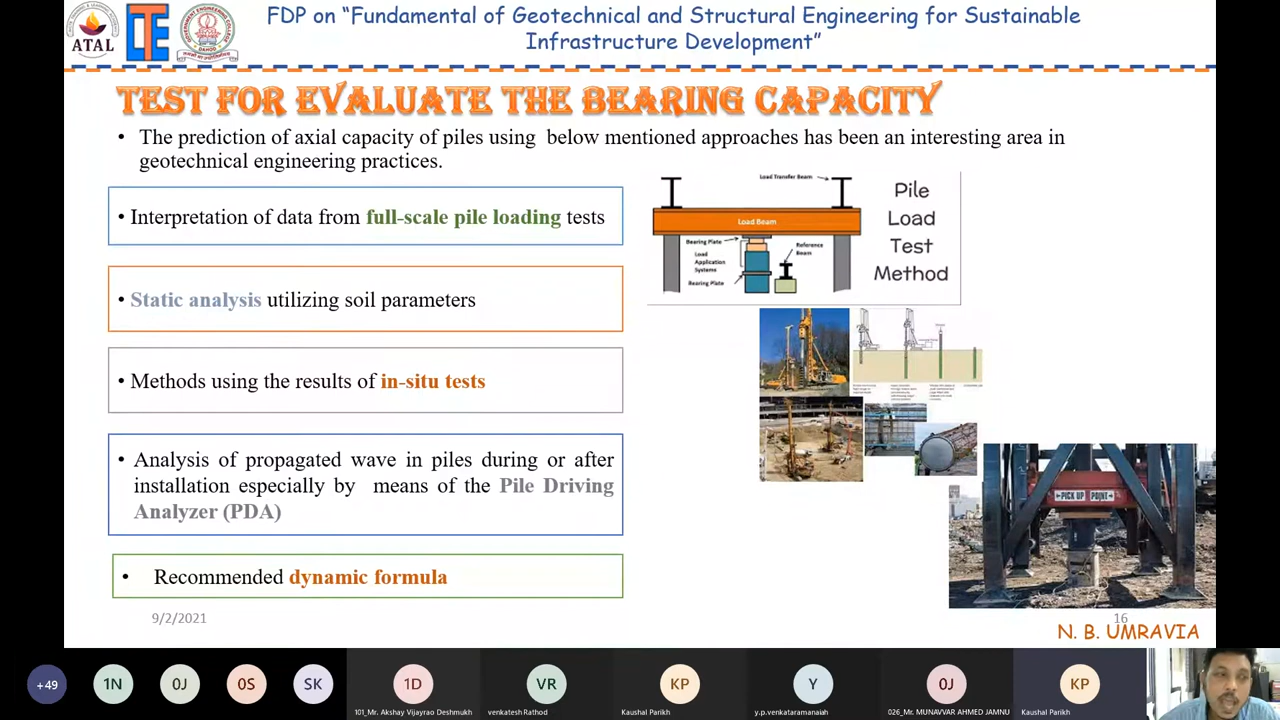 FDP on “Fundamental of Geotechnical and Structural Engineering for Sustainable
Infrastructure Development”
ATAL
LTE
DAHOD
TEST FOR EVALUATE THE BEARING CAPACITY
• The prediction of axial capacity of piles using below mentioned approaches has been an interesting area in
geotechnical engineering practices.
• Interpretation of data from full-scale pile loading tests
• Static analysis utilizing soil parameters
• Methods using the results of in-situ tests
• Analysis of propagated wave in piles during or after
installation especially by means of the Pile Driving
Analyzer (PDA)
• Recommended dynamic formula
Load Transfer Beam
Load Beam
Bearing Plate
Load
Application
Systems
Bearing Plate
Reference
Beam
Pile
Load
Test
Method
PICK UP POINT
9/2/2021
16
N. B. UMRAVIA
+49
1N
0J
0S
SK
1D
VR
KP
Y
0J
KP
101_Mr. Akshay Vijayrao Deshmukh
venkatesh Rathod
Kaushal Parikh
y.p.venkataramanaiah
026_Mr. MUNAVVAR AHMED JAMNU
Kaushal Parikh